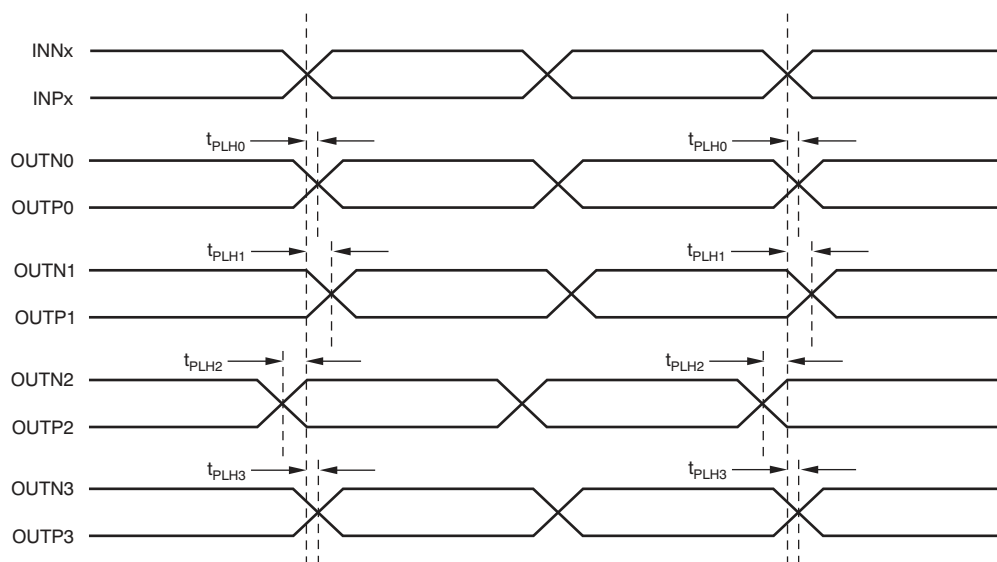 INNx
INPx
tPLH0 tPLH0
OUTN0
OUTP0
tPLH1 tPLH1
OUTN1
OUTP1
tPLH2 tPLH2
OUTN2
OUTP2
tPLH3 tPLH3
OUTN3
OUTP3